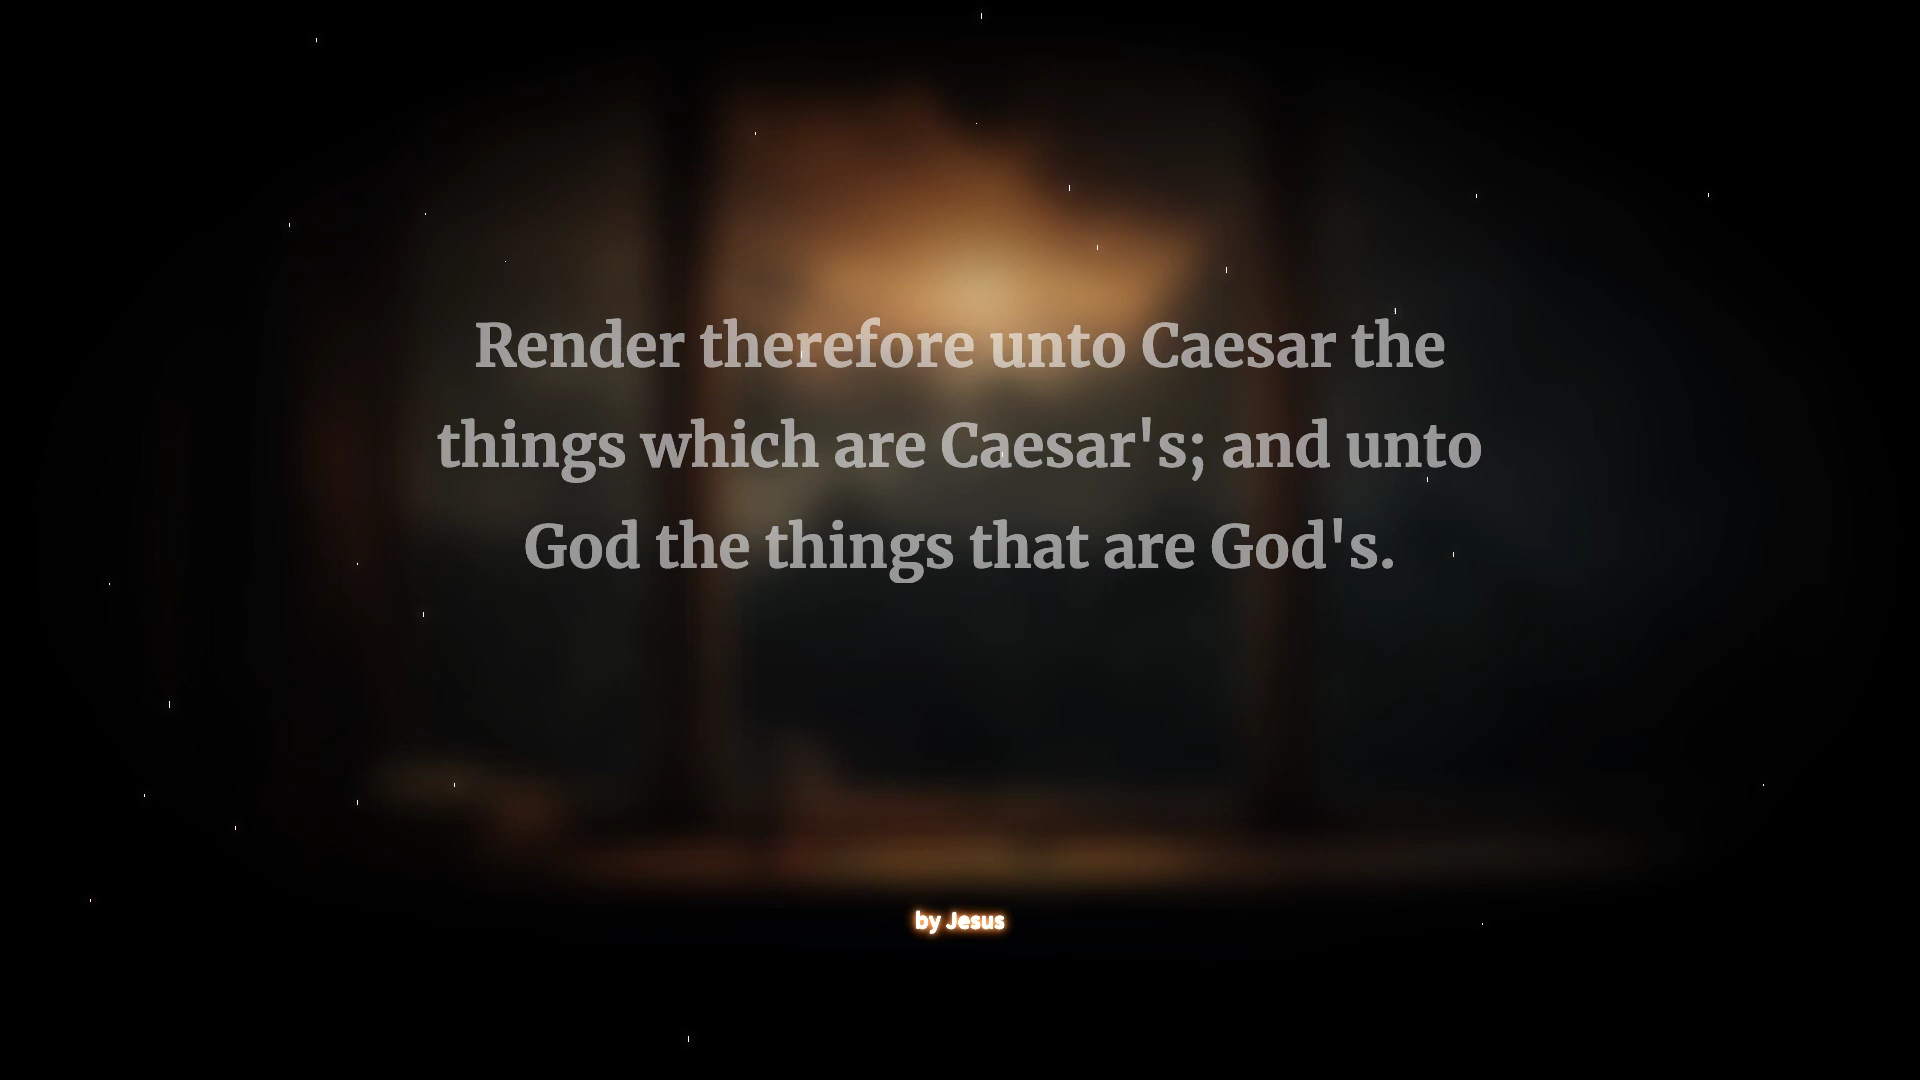 Render therefore unto Caesar the
things which are Caesar's; and unto
God the things that are God's.
by Jesus